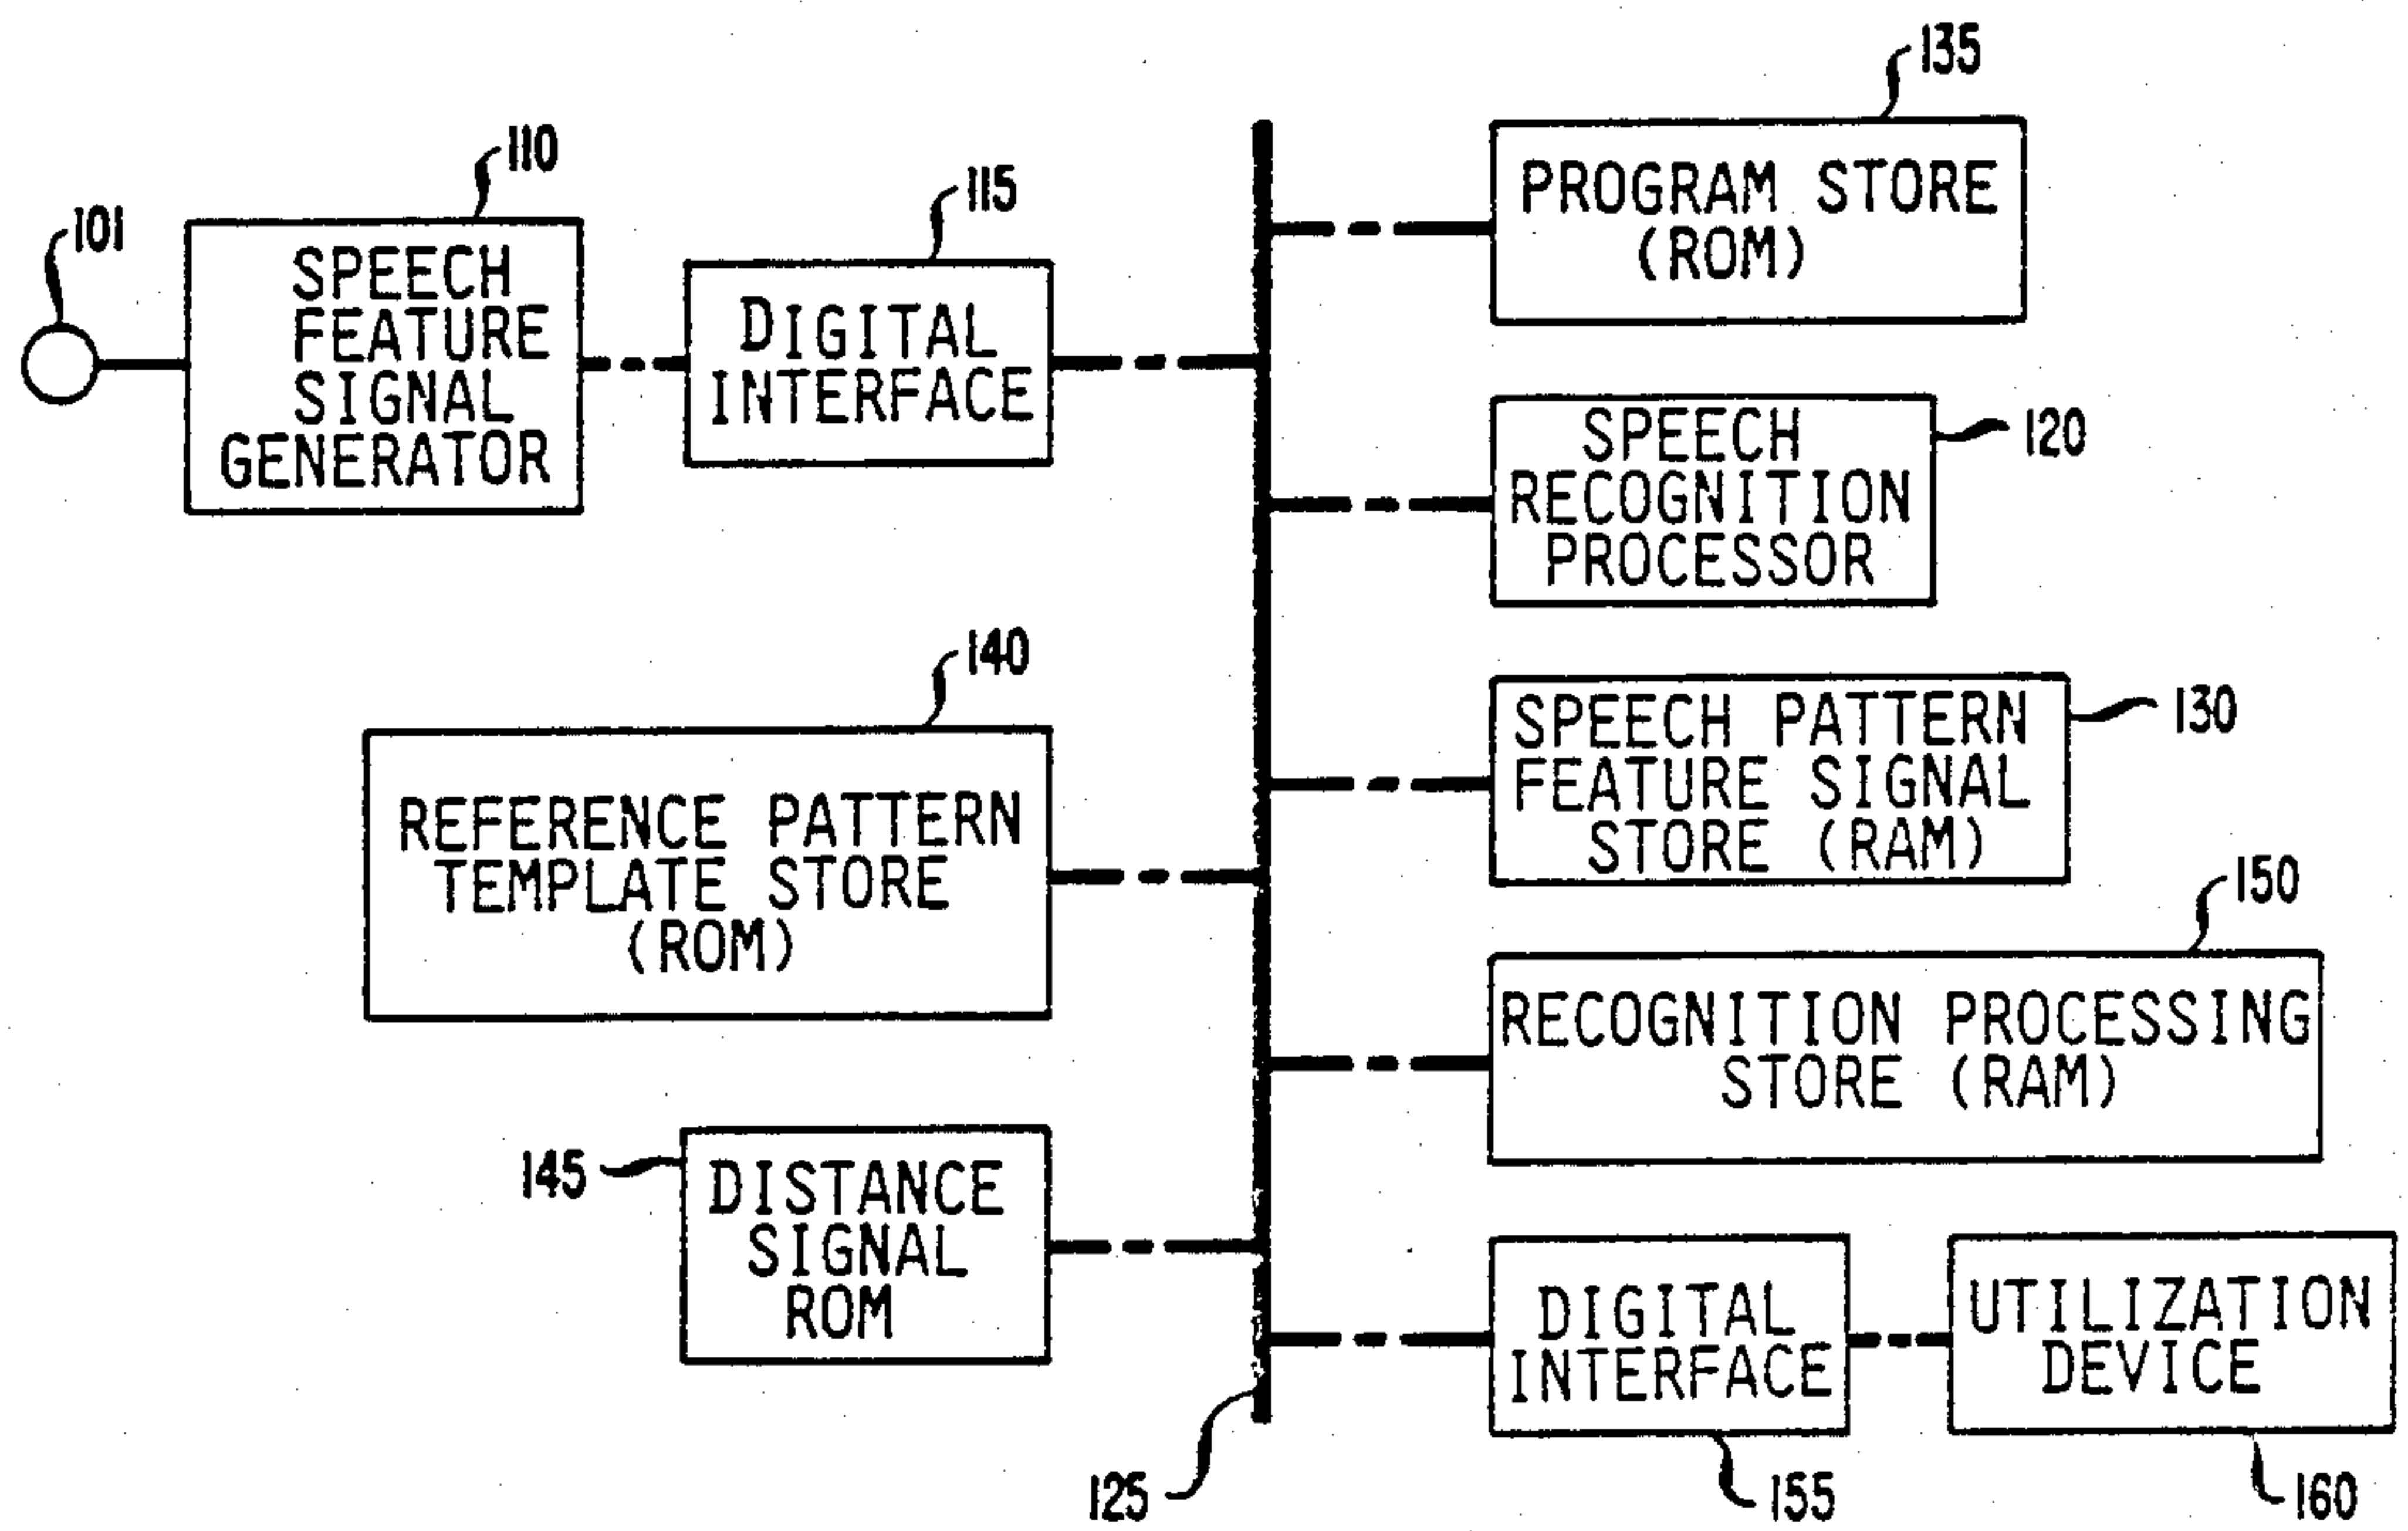 135
110
PROGRAM STORE
(ROM)
115
101
SPEECH
FEATURE
SIGNAL
GENERATOR
DIGITAL
INTERFACE
SPEECH
RECOGNITION
PROCESSOR
120
140
SPEECH PATTERN
FEATURE SIGNAL
STORE (RAM)
130
REFERENCE PATTERN
TEMPLATE STORE
(ROM)
150
RECOGNITION PROCESSING
STORE (RAM)
145
DISTANCE
SIGNAL
ROM
DIGITAL
INTERFACE
UTILIZATION
DEVICE
125
155
160